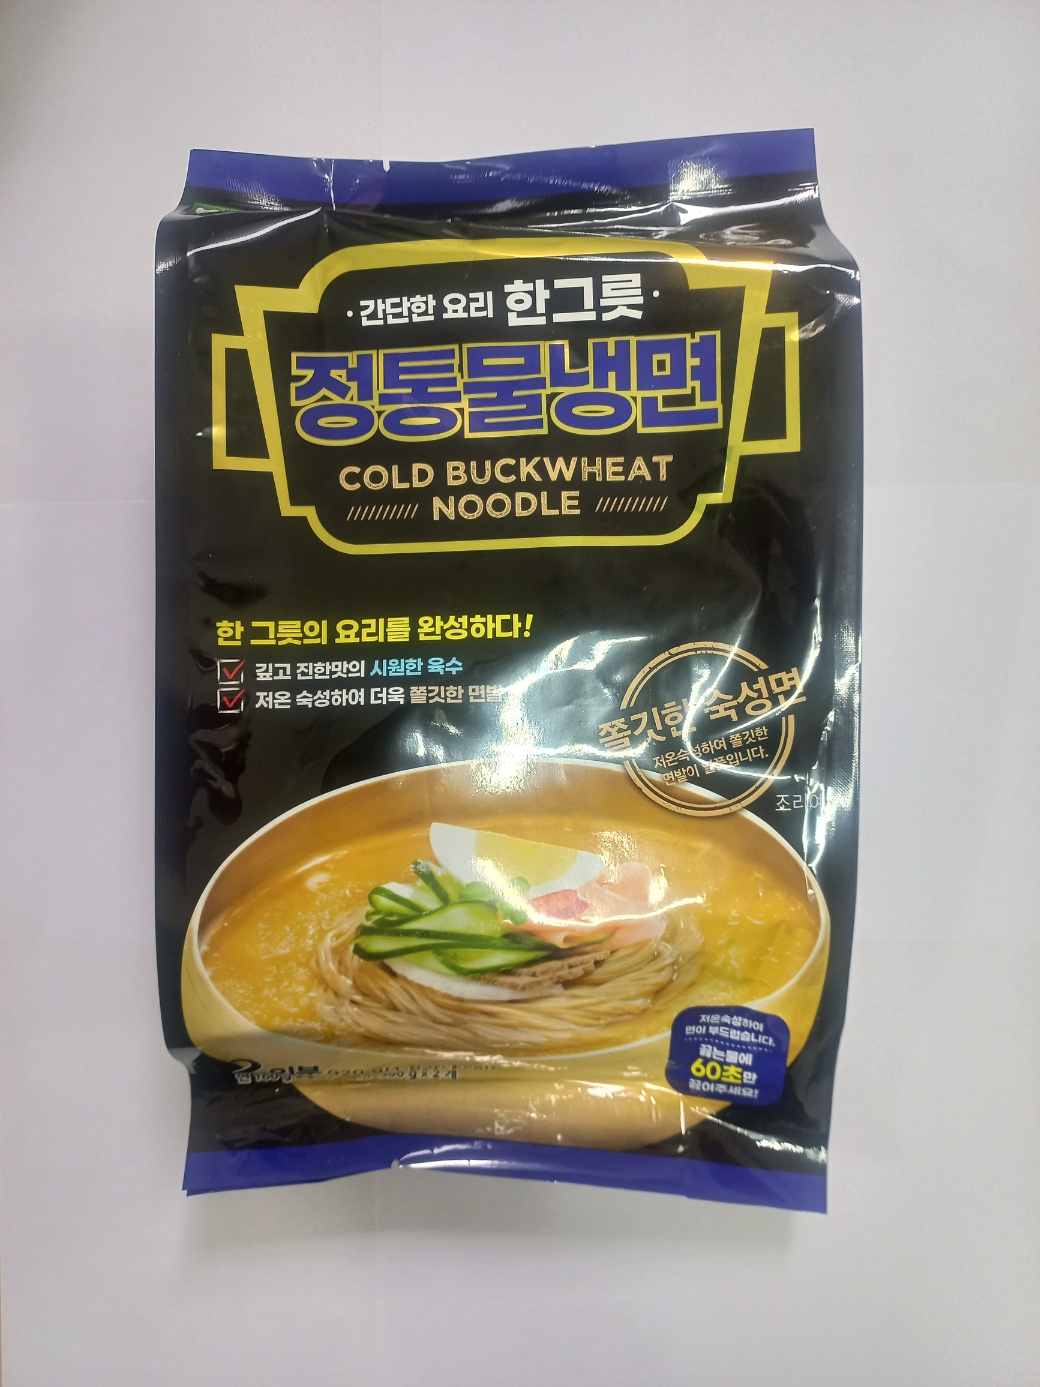 · 간단한 요리 한그릇 ·
정통물냉면
COLD BUCKWHEAT
NOODLE
한 그릇의 요리를 완성하다!
깊고 진한맛의 시원한 육수
저온 숙성하여 더욱 쫄깃한 면발
쫄깃한 숙성면
저온숙성하여 쫄깃한
면발이 일품입니다.
저온숙성하여
면이 부드럽습니다.
끓는물에
60초만
끓여주세요!
2인분